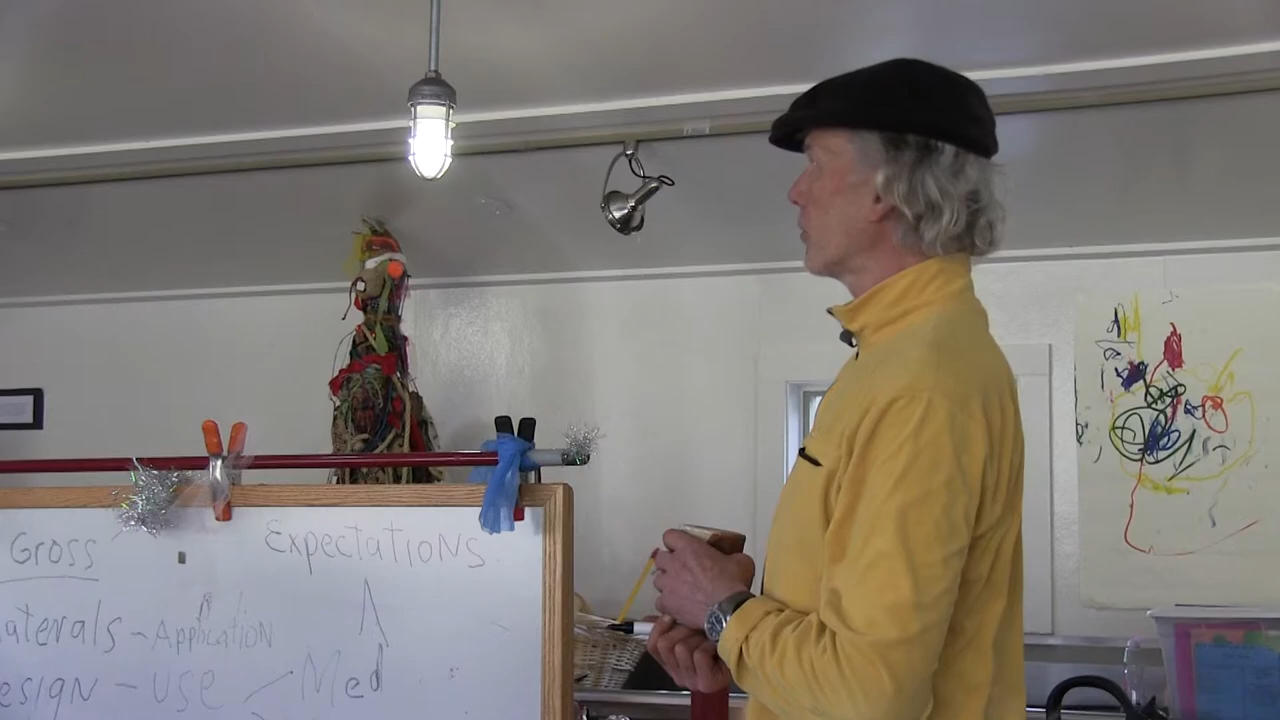 Gross
Expectations
aterals - Application
esign - use - Med